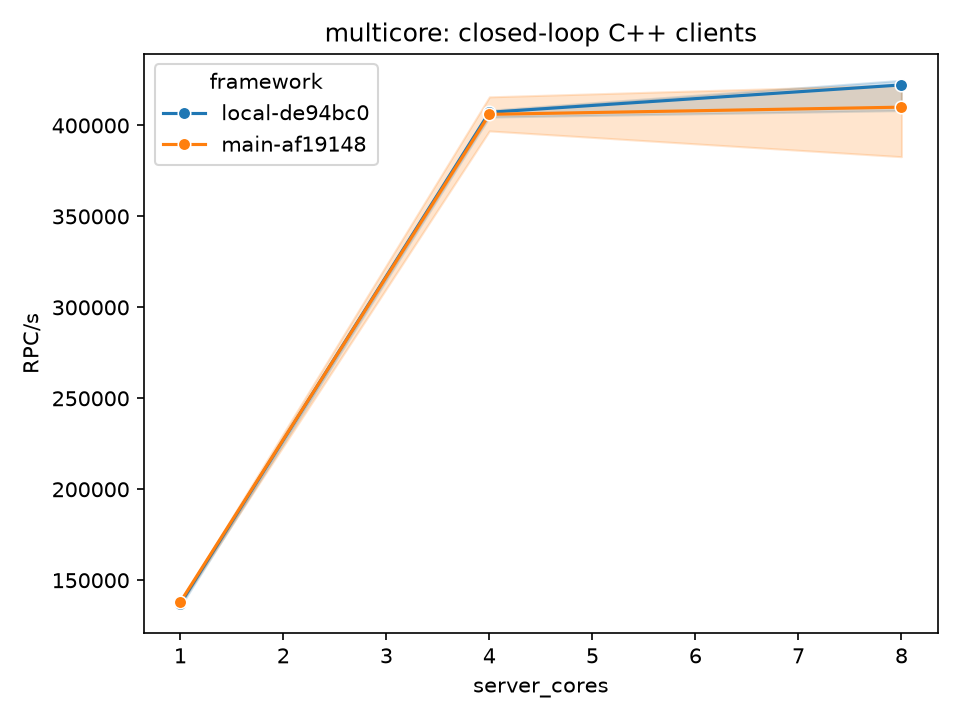 multicore: closed-loop C++ clients
framework
local-de94bc0
main-af19148
RPC/s
400000
350000
300000
250000
200000
150000
1 2 3 4 5 6 7 8
server_cores